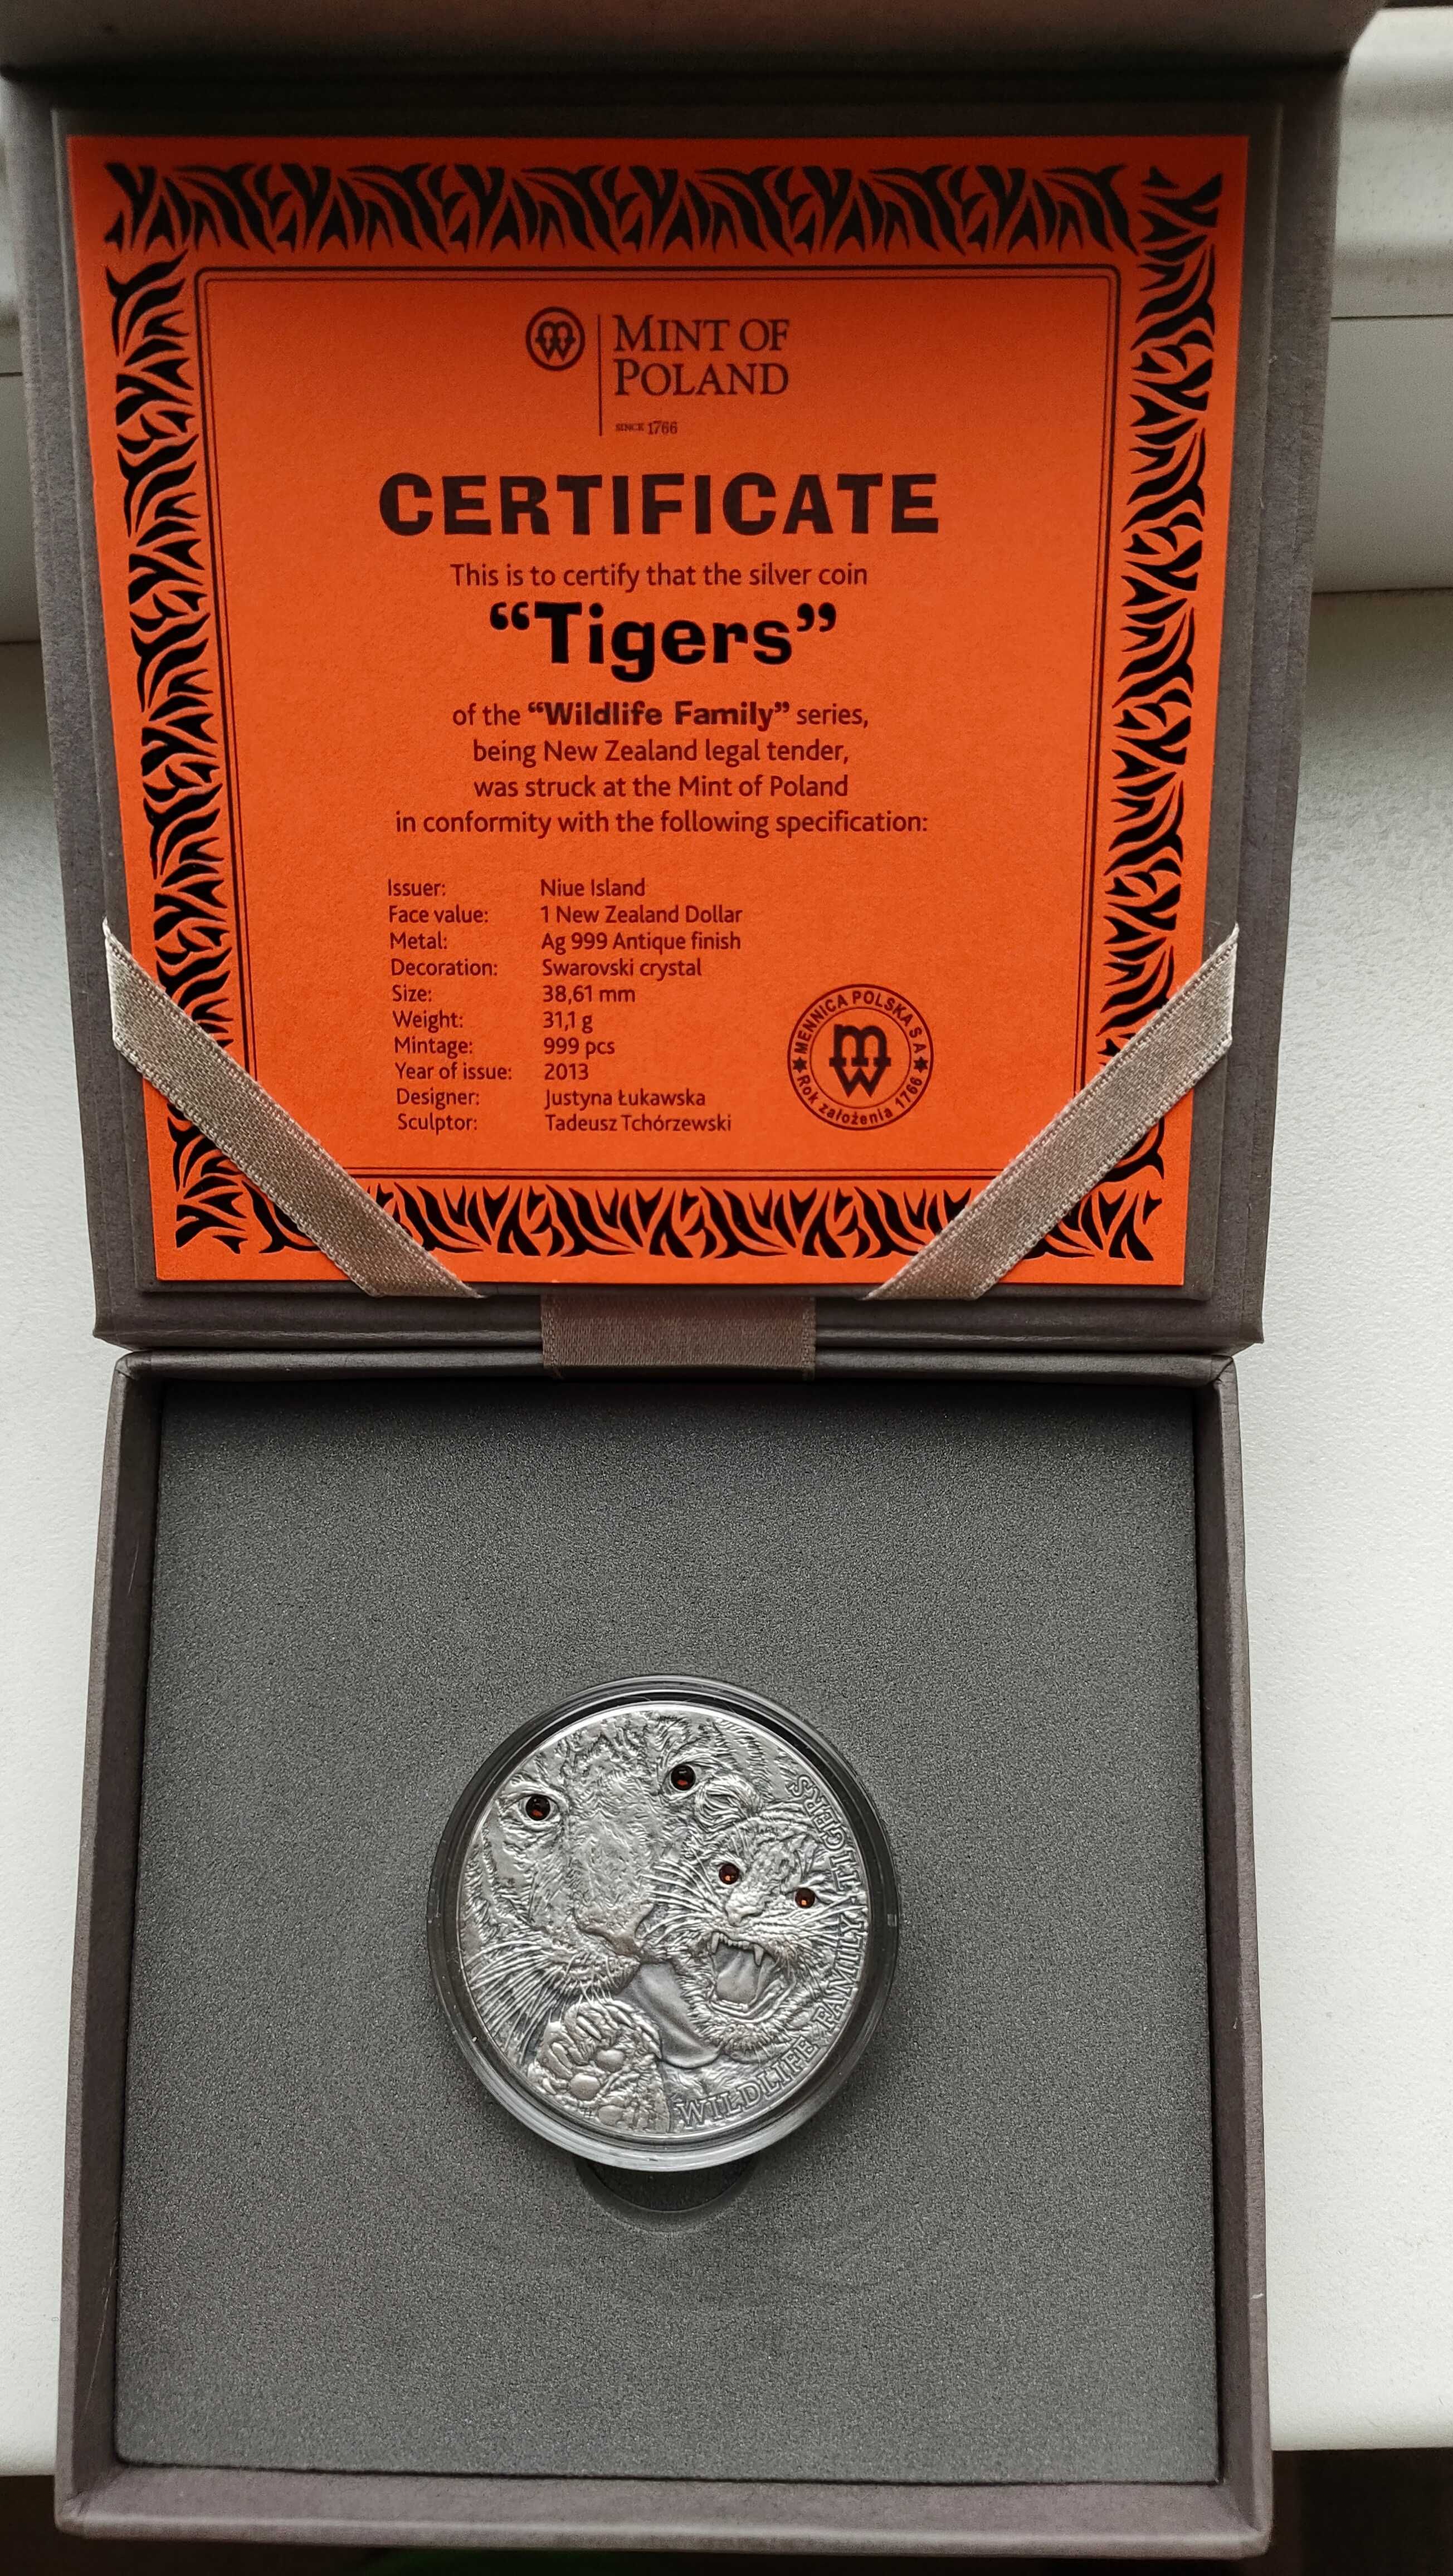 MINT OF
POLAND
SINCE 1766
CERTIFICATE
This is to certify that the silver coin
“Tigers”
of the “Wildlife Family” series,
being New Zealand legal tender,
was struck at the Mint of Poland
in conformity with the following specification:
Issuer: Niue Island
Face value: 1 New Zealand Dollar
Metal: Ag 999 Antique finish
Decoration: Swarovski crystal
Size: 38,61 mm
Weight: 31,1 g
Mintage: 999 pcs
Year of issue: 2013
Designer: Justyna Łukawska
Sculptor: Tadeusz Tchórzewski
MENNICA POLSKA S A
mw
Rok założenia 1766
WILDLIFE FAMILY - TIGERS